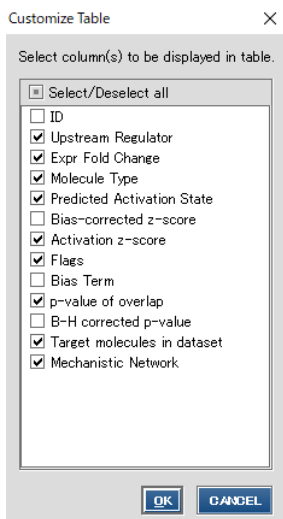 Customize Table
Select column(s) to be displayed in table.
Select/Deselect all
ID
Upstream Regulator
Expr Fold Change
Molecule Type
Predicted Activation State
Bias-corrected z-score
Activation z-score
Flags
Bias Term
p-value of overlap
B-H corrected p-value
Target molecules in dataset
Mechanistic Network
OK CANCEL